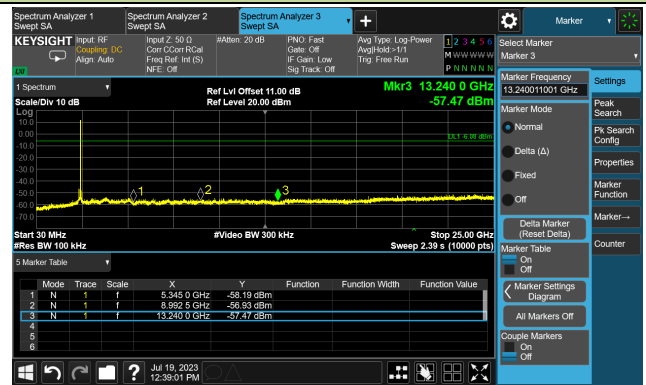 Spectrum Analyzer 1
Swept SA
Spectrum Analyzer 2
Swept SA
Spectrum Analyzer 3
Swept SA
Marker
KEYSIGHT
Input: RF
Coupling: DC
Align: Auto
Input Z: 50 Ω
Corr CCorr RCal
Freq Ref: Int (S)
NFE: Off
#Atten: 20 dB
PNO: Fast
Gate: Off
IF Gain: Low
Sig Track: Off
Avg Type: Log-Power
Avg|Hold:>1/1
Trig: Free Run
1 2 3 4 5 6
M W W W W W
P N N N N N
Select Marker
Marker 3
1 Spectrum
Scale/Div 10 dB
Log
Ref Lvl Offset 11.00 dB
Ref Level 20.00 dBm
Mkr3 13.240 0 GHz
-57.47 dBm
10.0
0.00
-10.0
-20.0
-30.0
-40.0
-50.0
-60.0
-70.0
DL1 -6.08 dBm
1
2
3
Start 30 MHz
#Res BW 100 kHz
#Video BW 300 kHz
Stop 25.00 GHz
Sweep 2.39 s (10000 pts)
5 Marker Table
Mode Trace Scale X Y Function Function Width Function Value
1 N 1 f 5.345 0 GHz -58.19 dBm
2 N 1 f 8.992 5 GHz -56.93 dBm
3 N 1 f 13.240 0 GHz -57.47 dBm
4
5
6
Marker Frequency
13.240011001 GHz
Marker Mode
Normal
Delta (Δ)
Fixed
Off
Delta Marker
(Reset Delta)
Marker Table
On
Off
Marker Settings
Diagram
All Markers Off
Couple Markers
On
Off
Settings
Peak
Search
Pk Search
Config
Properties
Marker
Function
Marker→
Counter
Jul 19, 2023
12:39:01 PM